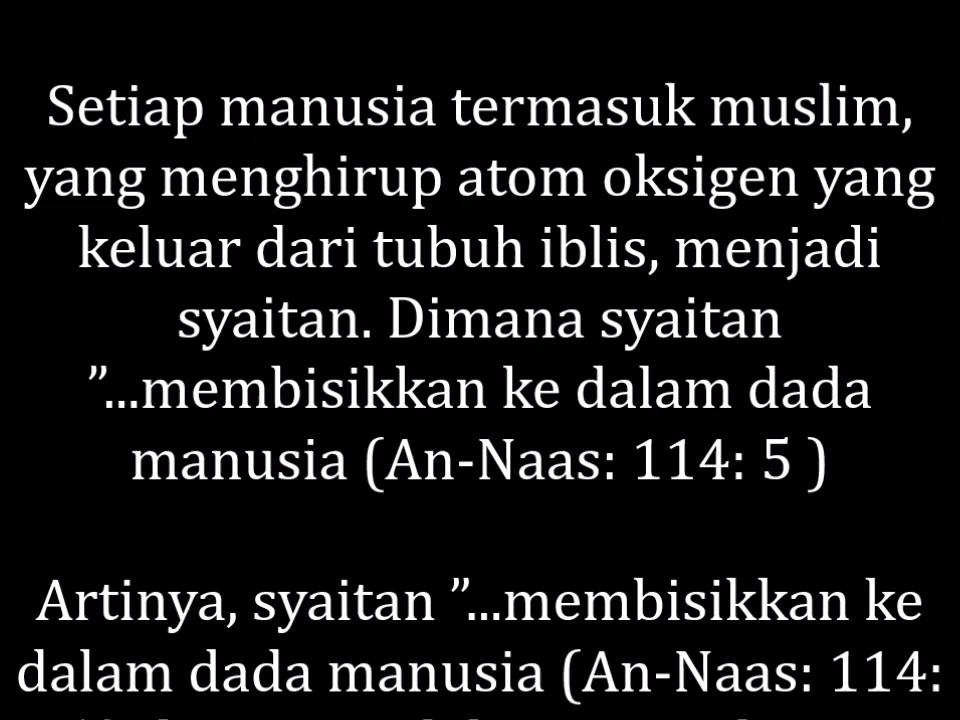 Setiap manusia termasuk muslim,
yang menghirup atom oksigen yang
keluar dari tubuh iblis, menjadi
syaitan. Dimana syaitan
”...membisikkan ke dalam dada
manusia (An-Naas: 114: 5 )
Artinya, syaitan ”...membisikkan ke
dalam dada manusia (An-Naas: 114: